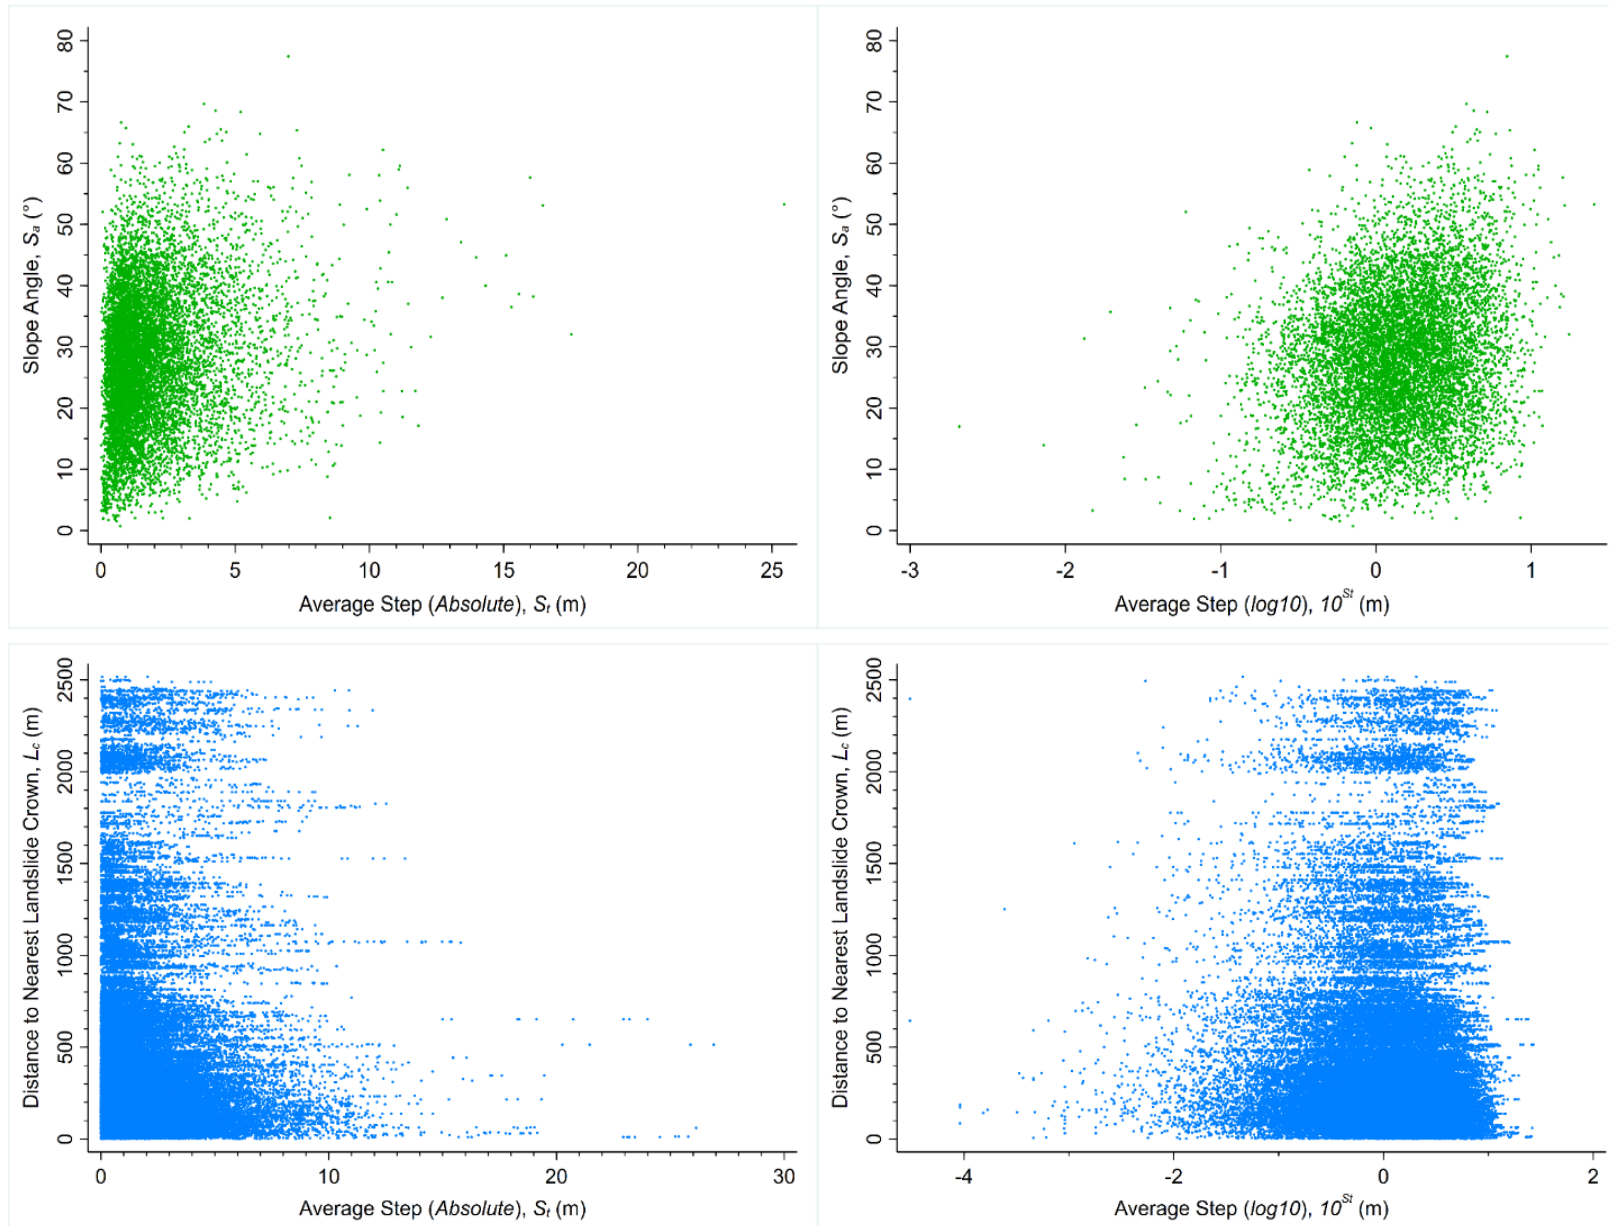 80
70
60
50
40
30
20
10
0
Slope Angle, Sa (°)
0 5 10 15 20 25
Average Step (Absolute), St (m)
80
70
60
50
40
30
20
10
0
Slope Angle, Sa (°)
-3 -2 -1 0 1
Average Step (log10), 10^St (m)
2500
2000
1500
1000
500
0
Distance to Nearest Landslide Crown, Lc (m)
0 10 20 30
Average Step (Absolute), St (m)
2500
2000
1500
1000
500
0
Distance to Nearest Landslide Crown, Lc (m)
-4 -2 0 2
Average Step (log10), 10^St (m)